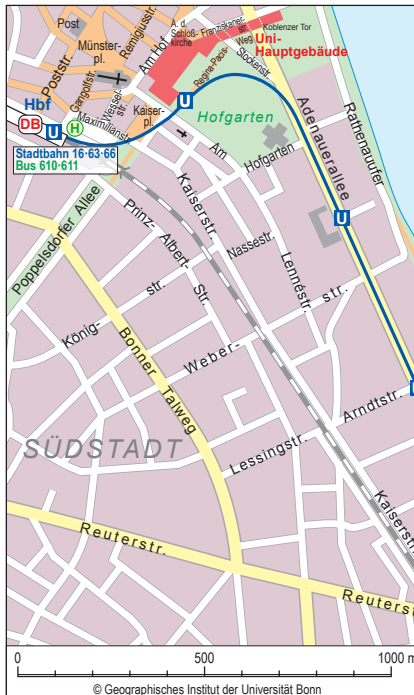 Post
Münster-
pl.
Remigiusstr.
Am Hof
A. d.
Schloß-
kirche
Franziskaner-
str.
Koblenzer Tor
Weg
Uni-
Hauptgebäude
Poststr.
Gangolfstr.
Wessel-
str.
Regina-Pacis-
Stockenstr.
Hbf
DB
U
H
Maximilianstr.
Kaiser-
pl.
U
Hofgarten
Stadtbahn 16·63·66
Bus 610·611
Am
Hofgarten
Adenauerallee
Rathenauufer
Poppelsdorfer Allee
Kaiserstr.
Prinz-
Albert-
Str.
Nassestr.
Lennéstr.
U
König-
str.
Bonner Talweg
Weber-
str.
Arndtstr.
SÜDSTADT
Lessingstr.
Kaiserstr.
Reuterstr.
Reuterstr.
0 500 1000 m
© Geographisches Institut der Universität Bonn